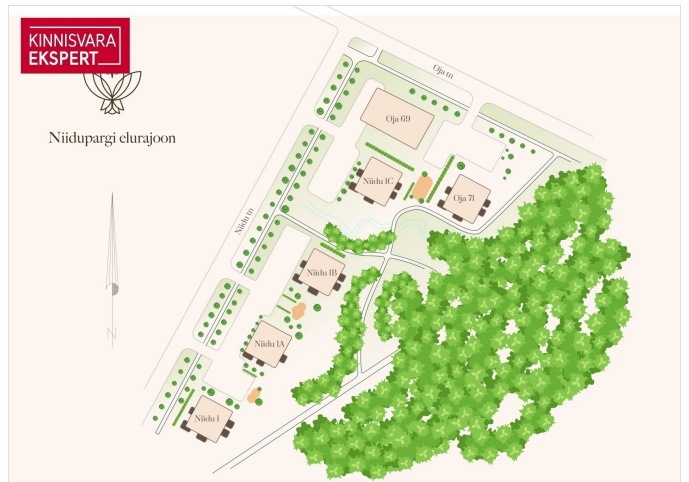 KINNISVARA
EKSPERT
Niidupargi elurajoon
Oja tn
Oja 69
Niidu 1C
Oja 71
Niidu tn
Niidu 1B
Niidu 1A
Niidu 1
N